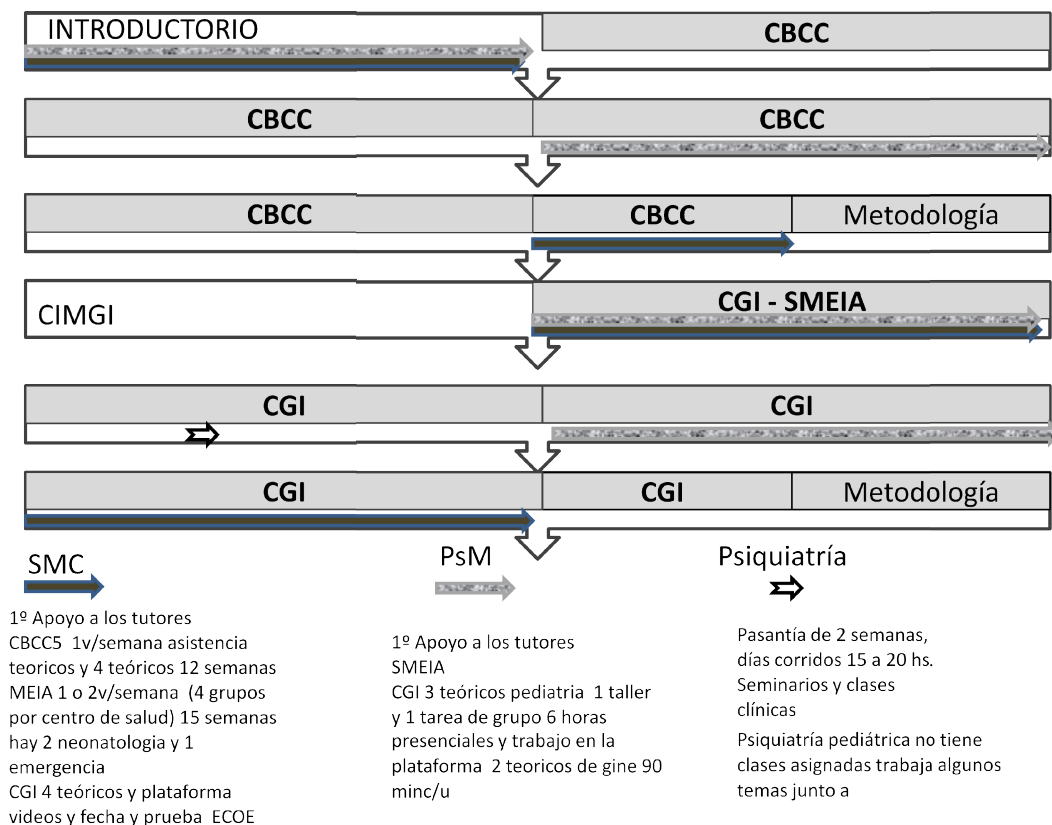 INTRODUCTORIO
CBCC
CBCC
CBCC
CBCC
CBCC
Metodología
CIMGI
CGI - SMEIA
CGI
CGI
CGI
CGI
Metodología
SMC
1º Apoyo a los tutores
CBCC5 1v/semana asistencia
teoricos y 4 teóricos 12 semanas
MEIA 1 o 2v/semana (4 grupos
por centro de salud) 15 semanas
hay 2 neonatologia y 1
emergencia
CGI 4 teóricos y plataforma
videos y fecha y prueba ECOE
PsM
1º Apoyo a los tutores
SMEIA
CGI 3 teóricos pediatria 1 taller
y 1 tarea de grupo 6 horas
presenciales y trabajo en la
plataforma 2 teoricos de gine 90
minc/u
Psiquiatría
Pasantía de 2 semanas,
días corridos 15 a 20 hs.
Seminarios y clases
clínicas
Psiquiatría pediátrica no tiene
clases asignadas trabaja algunos
temas junto a